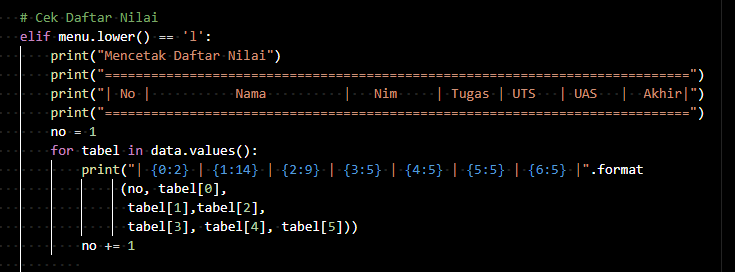 # Cek Daftar Nilai
elif menu.lower() == 'l':
print("Mencetak Daftar Nilai")
print("============================================================================")
print("| No |           Nama          |   Nim     | Tugas | UTS   | UAS   |  Akhir|")
print("============================================================================")
no = 1
for tabel in data.values():
print("| {0:2} | {1:14} | {2:9} | {3:5} | {4:5} | {5:5} | {6:5} |".format
(no, tabel[0],
tabel[1],tabel[2],
tabel[3], tabel[4], tabel[5]))
no += 1